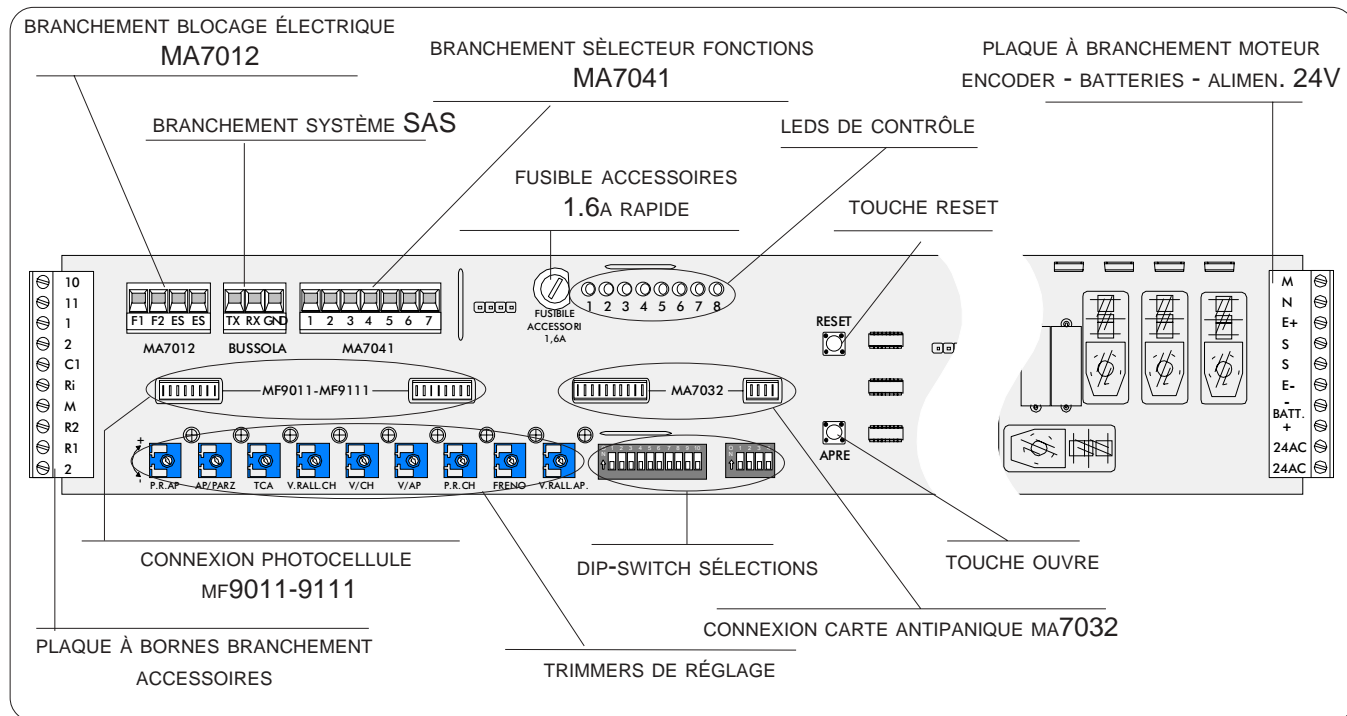 BRANCHEMENT BLOCAGE ÉLECTRIQUE
MA7012
BRANCHEMENT SÈLECTEUR FONCTIONS
MA7041
PLAQUE À BRANCHEMENT MOTEUR
ENCODER - BATTERIES - ALIMEN. 24V
BRANCHEMENT SYSTÈME SAS
LEDS DE CONTRÔLE
FUSIBLE ACCESSOIRES
1.6A RAPIDE
TOUCHE RESET
10
11
1
2
C1
Ri
M
R2
R1
2
F1 F2 ES ES
MA7012
TX RX GND
BUSSOLA
1 2 3 4 5 6 7
MA7041
FUSIBILE
ACCESSORI
1,6A
1 2 3 4 5 6 7 8
RESET
APRE
MF9011-MF9111
MA7032
+
-
P.R.AP AP/PARZ TCA V.RALL.CH V/CH V/AP P.R.CH FRENO V.RALL.AP.
M
N
E+
S
S
E-
-
BATT.
+
24AC
24AC
CONNEXION PHOTOCELLULE
MF9011-9111
DIP-SWITCH SÉLECTIONS
TOUCHE OUVRE
CONNEXION CARTE ANTIPANIQUE MA7032
PLAQUE À BORNES BRANCHEMENT
ACCESSOIRES
TRIMMERS DE RÉGLAGE